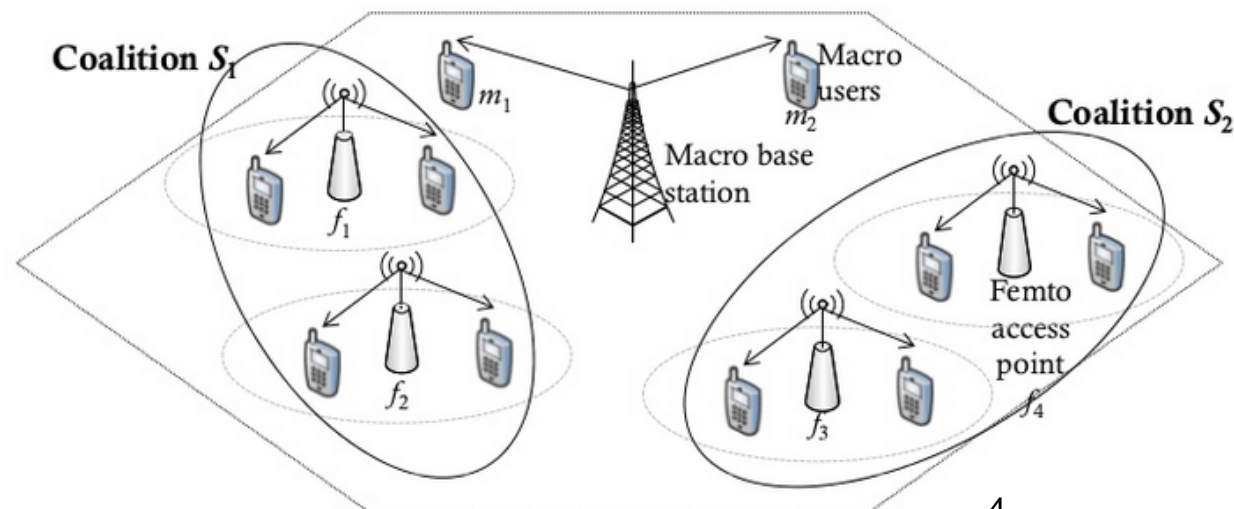 Coalition S₁
m₁
Macro
users
m₂
Coalition S₂
Macro base
station
f₁
f₂
Femto
access
point
f₃
f₄
4